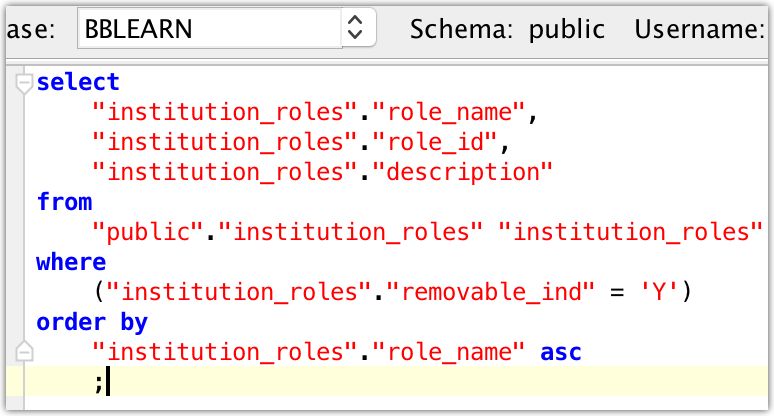 ase: BBLEARN Schema: public Username:
select
"institution_roles"."role_name",
"institution_roles"."role_id",
"institution_roles"."description"
from
"public"."institution_roles" "institution_roles"
where
("institution_roles"."removable_ind" = 'Y')
order by
"institution_roles"."role_name" asc
;